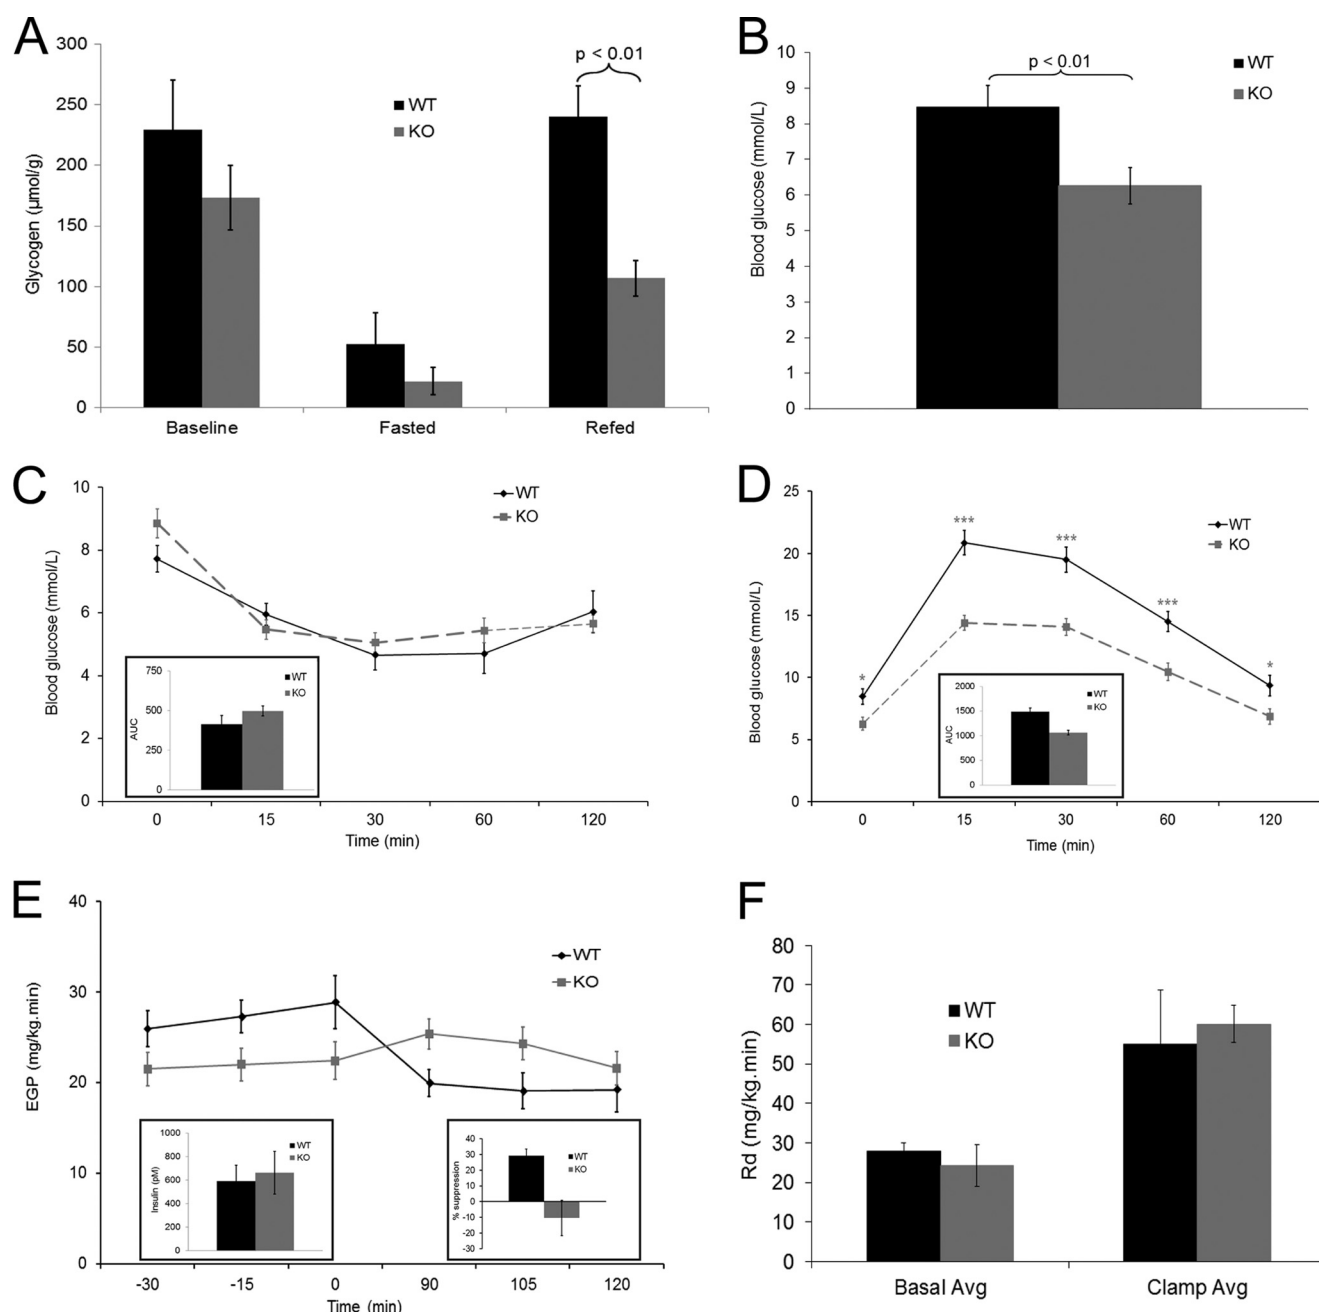 A
300
250
200
150
100
50
0
Glycogen (μmol/g)
WT
KO
p < 0.01
Baseline Fasted Refed
B
10
9
8
7
6
5
4
3
2
1
0
Blood glucose (mmol/L)
p < 0.01
WT
KO
C
10
8
6
4
2
0
Blood glucose (mmol/L)
WT
KO
750
500
250
0
AUC
WT
KO
0 15 30 60 120
Time (min)
D
25
20
15
10
5
0
Blood glucose (mmol/L)
* *** *** *** *
WT
KO
2000
1500
1000
500
0
AUC
WT
KO
0 15 30 60 120
Time (min)
E
40
30
20
10
0
EGP (mg/kg.min)
WT
KO
1000
800
600
400
200
0
Insulin (pM)
WT
KO
40
30
20
10
0
-10
-20
-30
% suppression
WT
KO
-30 -15 0 90 105 120
Time (min)
F
80
70
60
50
40
30
20
10
0
Rd (mg/kg.min)
WT
KO
Basal Avg Clamp Avg